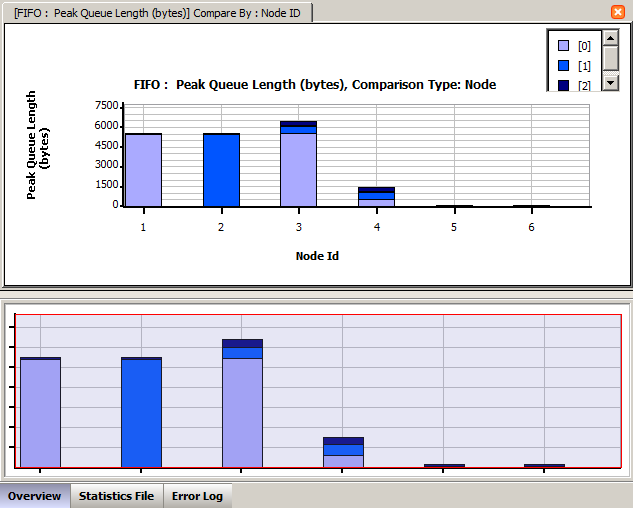 [FIFO :  Peak Queue Length (bytes)] Compare By : Node ID
[0]
[1]
[2]
FIFO :  Peak Queue Length (bytes), Comparison Type: Node
Peak Queue Length
(bytes)
7500
6000
4500
3000
1500
0
1 2 3 4 5 6
Node Id
Overview Statistics File Error Log